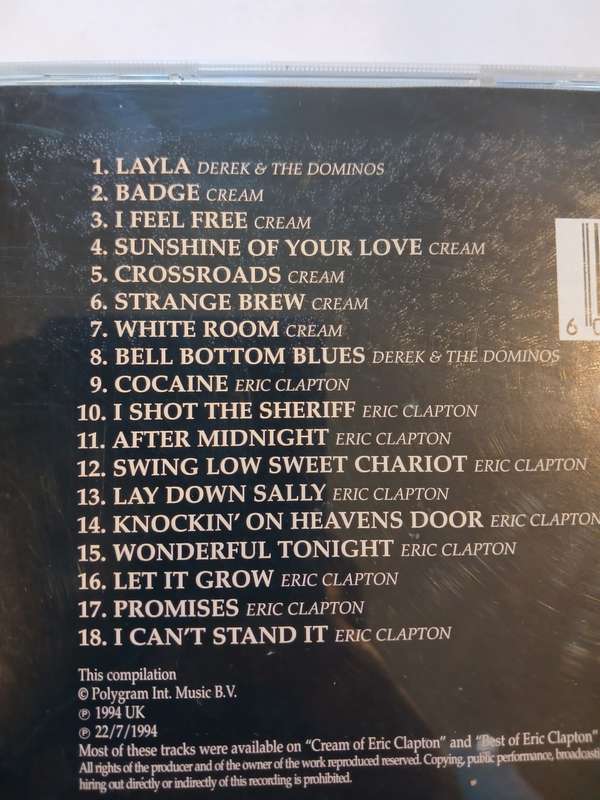 1. LAYLA DEREK & THE DOMINOS
2. BADGE CREAM
3. I FEEL FREE CREAM
4. SUNSHINE OF YOUR LOVE CREAM
5. CROSSROADS CREAM
6. STRANGE BREW CREAM
7. WHITE ROOM CREAM
8. BELL BOTTOM BLUES DEREK & THE DOMINOS
9. COCAINE ERIC CLAPTON
10. I SHOT THE SHERIFF ERIC CLAPTON
11. AFTER MIDNIGHT ERIC CLAPTON
12. SWING LOW SWEET CHARIOT ERIC CLAPTON
13. LAY DOWN SALLY ERIC CLAPTON
14. KNOCKIN' ON HEAVENS DOOR ERIC CLAPTON
15. WONDERFUL TONIGHT ERIC CLAPTON
16. LET IT GROW ERIC CLAPTON
17. PROMISES ERIC CLAPTON
18. I CAN'T STAND IT ERIC CLAPTON
6
This compilation
© Polygram Int. Music B.V.
℗ 1994 UK
℗ 22/7/1994
Most of these tracks were available on "Cream of Eric Clapton" and "Best of Eric Clapton"
All rights of the producer and of the owner of the work reproduced reserved. Copying, public performance, broadcasti
hiring out directly or indirectly of this recording is prohibited.